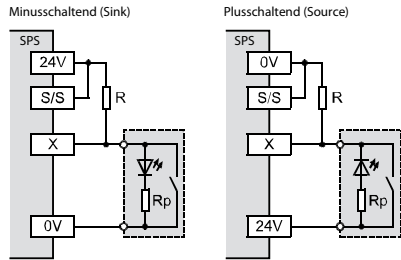 Minusschaltend (Sink)
SPS
24V
S/S
R
X
Rp
0V
Plusschaltend (Source)
SPS
0V
S/S
R
X
Rp
24V